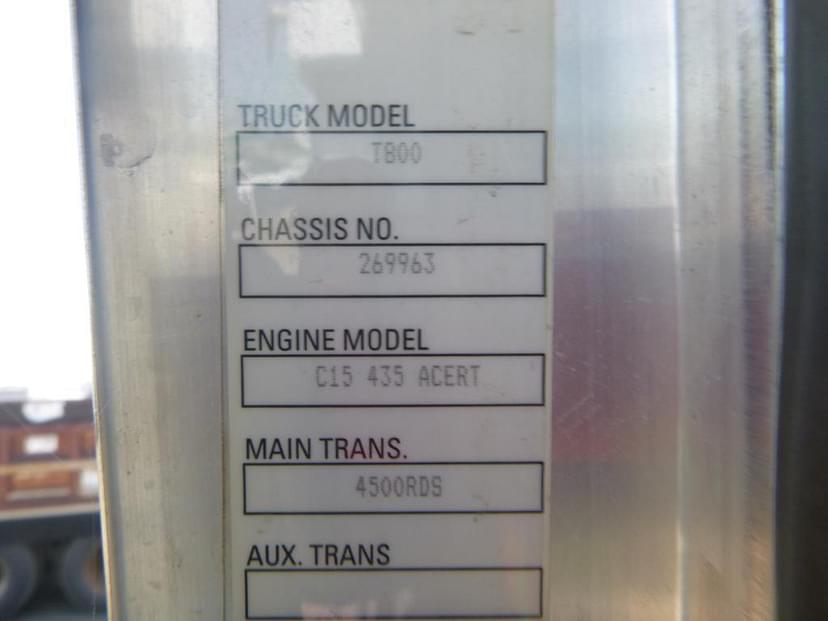 TRUCK MODEL
T800
CHASSIS NO.
269963
ENGINE MODEL
C15 435 ACERT
MAIN TRANS.
4500RDS
AUX. TRANS